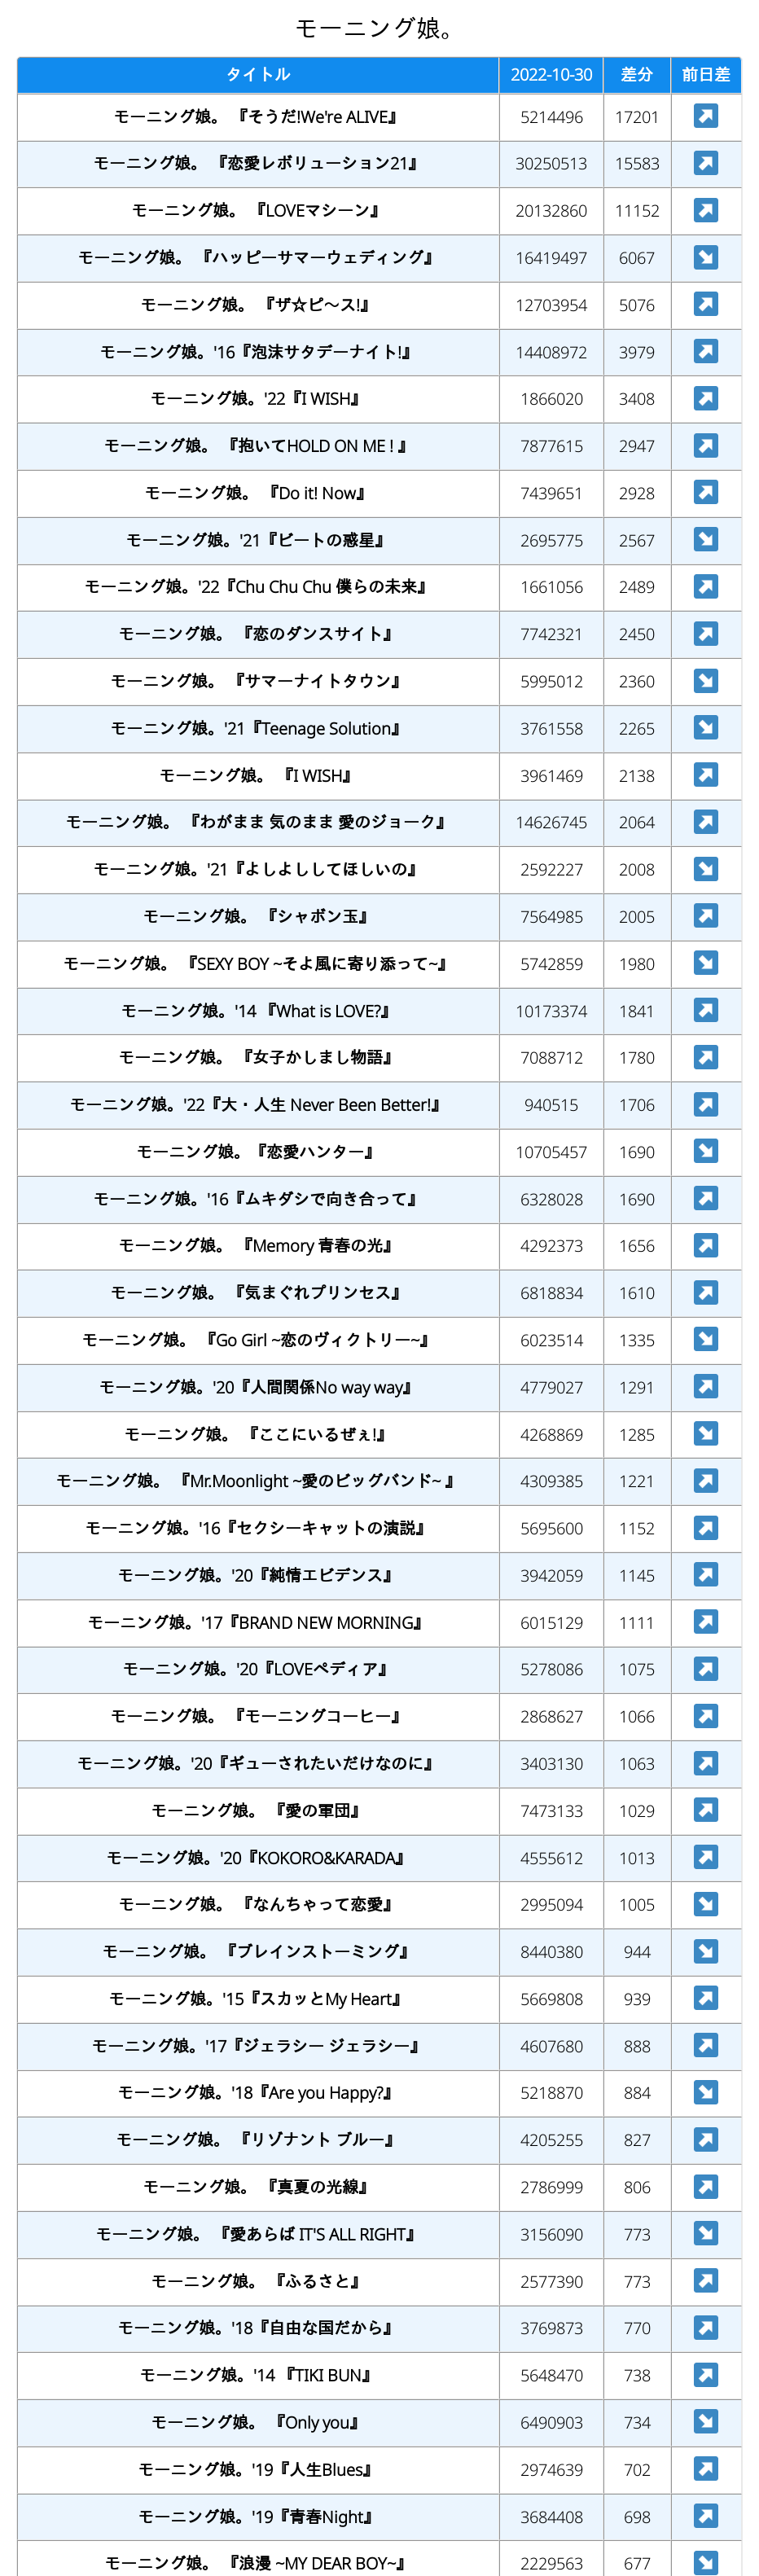 モーニング娘。
タイトル 2022-10-30 差分 前日差
モーニング娘。 『そうだ!We're ALIVE』 5214496 17201
モーニング娘。 『恋愛レボリューション21』 30250513 15583
モーニング娘。 『LOVEマシーン』 20132860 11152
モーニング娘。 『ハッピーサマーウェディング』 16419497 6067
モーニング娘。 『ザ☆ピ〜ス!』 12703954 5076
モーニング娘。'16『泡沫サタデーナイト!』 14408972 3979
モーニング娘。'22『I WISH』 1866020 3408
モーニング娘。 『抱いてHOLD ON ME ! 』 7877615 2947
モーニング娘。 『Do it! Now』 7439651 2928
モーニング娘。'21『ビートの惑星』 2695775 2567
モーニング娘。'22『Chu Chu Chu 僕らの未来』 1661056 2489
モーニング娘。 『恋のダンスサイト』 7742321 2450
モーニング娘。 『サマーナイトタウン』 5995012 2360
モーニング娘。'21『Teenage Solution』 3761558 2265
モーニング娘。 『I WISH』 3961469 2138
モーニング娘。 『わがまま 気のまま 愛のジョーク』 14626745 2064
モーニング娘。'21『よしよししてほしいの』 2592227 2008
モーニング娘。 『シャボン玉』 7564985 2005
モーニング娘。 『SEXY BOY ~そよ風に寄り添って~』 5742859 1980
モーニング娘。'14 『What is LOVE?』 10173374 1841
モーニング娘。 『女子かしまし物語』 7088712 1780
モーニング娘。'22『大・人生 Never Been Better!』 940515 1706
モーニング娘。『恋愛ハンター』 10705457 1690
モーニング娘。'16『ムキダシで向き合って』 6328028 1690
モーニング娘。 『Memory 青春の光』 4292373 1656
モーニング娘。 『気まぐれプリンセス』 6818834 1610
モーニング娘。 『Go Girl ~恋のヴィクトリー~』 6023514 1335
モーニング娘。'20『人間関係No way way』 4779027 1291
モーニング娘。 『ここにいるぜぇ!』 4268869 1285
モーニング娘。 『Mr.Moonlight ~愛のビッグバンド~ 』 4309385 1221
モーニング娘。'16『セクシーキャットの演説』 5695600 1152
モーニング娘。'20『純情エビデンス』 3942059 1145
モーニング娘。'17『BRAND NEW MORNING』 6015129 1111
モーニング娘。'20『LOVEペディア』 5278086 1075
モーニング娘。 『モーニングコーヒー』 2868627 1066
モーニング娘。'20『ギューされたいだけなのに』 3403130 1063
モーニング娘。 『愛の軍団』 7473133 1029
モーニング娘。'20『KOKORO&KARADA』 4555612 1013
モーニング娘。 『なんちゃって恋愛』 2995094 1005
モーニング娘。 『ブレインストーミング』 8440380 944
モーニング娘。'15『スカッとMy Heart』 5669808 939
モーニング娘。'17『ジェラシー ジェラシー』 4607680 888
モーニング娘。'18『Are you Happy?』 5218870 884
モーニング娘。 『リゾナント ブルー』 4205255 827
モーニング娘。 『真夏の光線』 2786999 806
モーニング娘。 『愛あらば IT'S ALL RIGHT』 3156090 773
モーニング娘。 『ふるさと』 2577390 773
モーニング娘。'18『自由な国だから』 3769873 770
モーニング娘。'14 『TIKI BUN』 5648470 738
モーニング娘。 『Only you』 6490903 734
モーニング娘。'19『人生Blues』 2974639 702
モーニング娘。'19『青春Night』 3684408 698
モーニング娘。 『浪漫 ~MY DEAR BOY~』 2229563 677